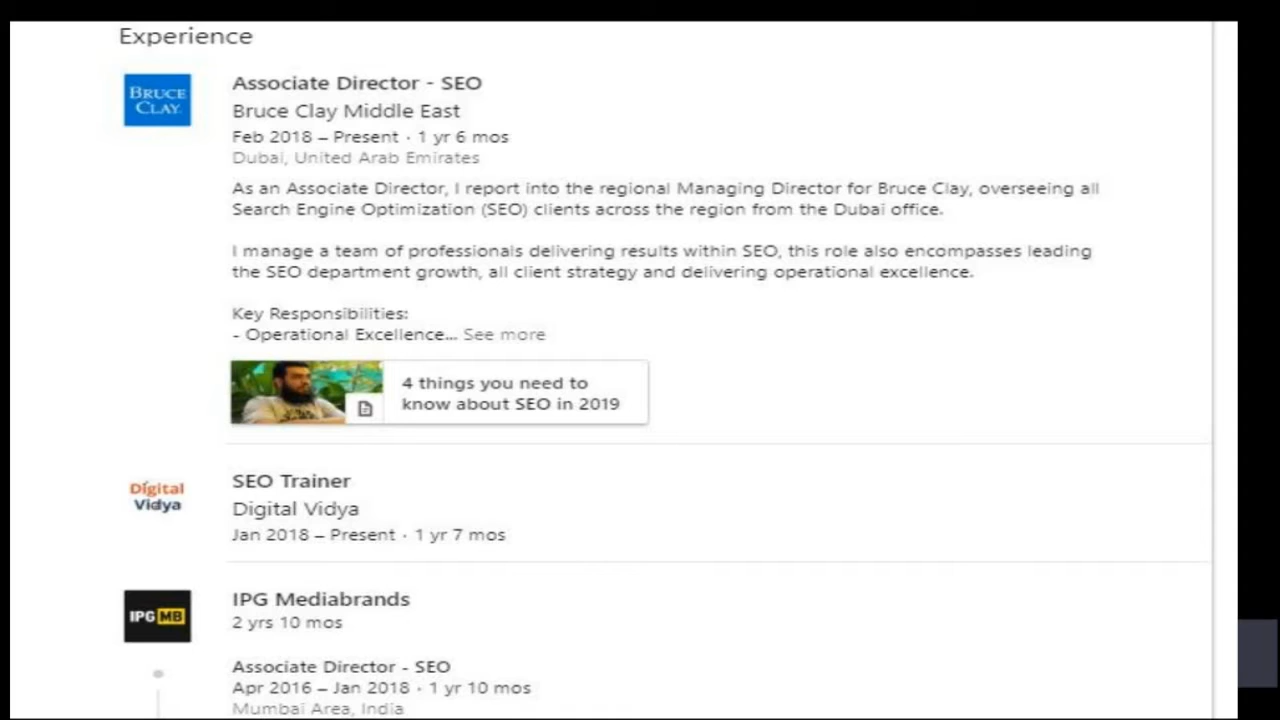 Experience
BRUCE
CLAY
Associate Director - SEO
Bruce Clay Middle East
Feb 2018 – Present · 1 yr 6 mos
Dubai, United Arab Emirates
As an Associate Director, I report into the regional Managing Director for Bruce Clay, overseeing all
Search Engine Optimization (SEO) clients across the region from the Dubai office.
I manage a team of professionals delivering results within SEO, this role also encompasses leading
the SEO department growth, all client strategy and delivering operational excellence.
Key Responsibilities:
- Operational Excellence... See more
4 things you need to
know about SEO in 2019
Digital
Vidya
SEO Trainer
Digital Vidya
Jan 2018 – Present · 1 yr 7 mos
IPG MB
IPG Mediabrands
2 yrs 10 mos
Associate Director - SEO
Apr 2016 – Jan 2018 · 1 yr 10 mos
Mumbai Area, India